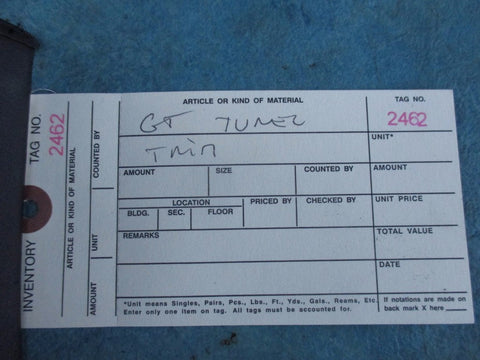 INVENTORY TAG NO. 2462
ARTICLE OR KIND OF MATERIAL
AMOUNT UNIT COUNTED BY
ARTICLE OR KIND OF MATERIAL TAG NO.
GT 2462
TRIM UNIT*
AMOUNT SIZE COUNTED BY AMOUNT
LOCATION PRICED BY CHECKED BY UNIT PRICE
BLDG. SEC. FLOOR
REMARKS TOTAL VALUE
DATE
*Unit means Singles, Pairs, Pcs., Lbs., Ft., Yds., Gals., Reams, Etc.
Enter only one item on tag. All tags must be accounted for.
If notations are made on
back mark X here